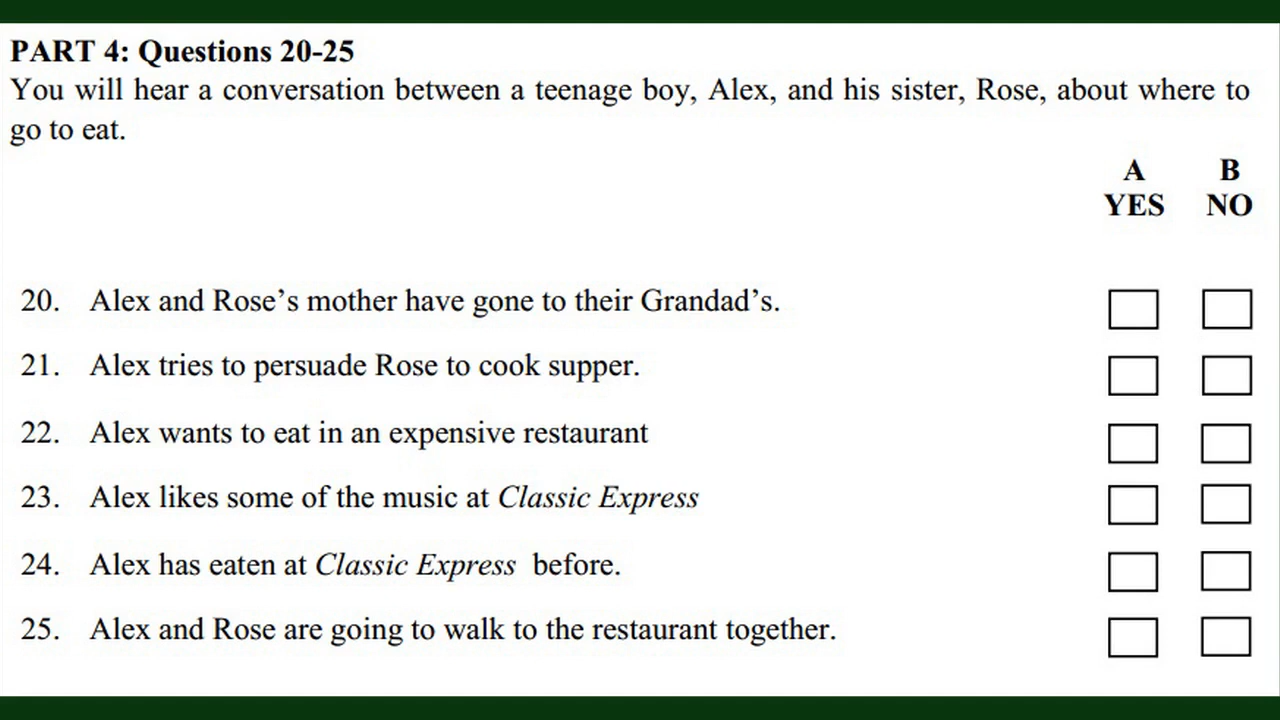 PART 4: Questions 20-25
You will hear a conversation between a teenage boy, Alex, and his sister, Rose, about where to
go to eat.
A B
YES NO
20. Alex and Rose’s mother have gone to their Grandad’s.
21. Alex tries to persuade Rose to cook supper.
22. Alex wants to eat in an expensive restaurant
23. Alex likes some of the music at Classic Express
24. Alex has eaten at Classic Express before.
25. Alex and Rose are going to walk to the restaurant together.